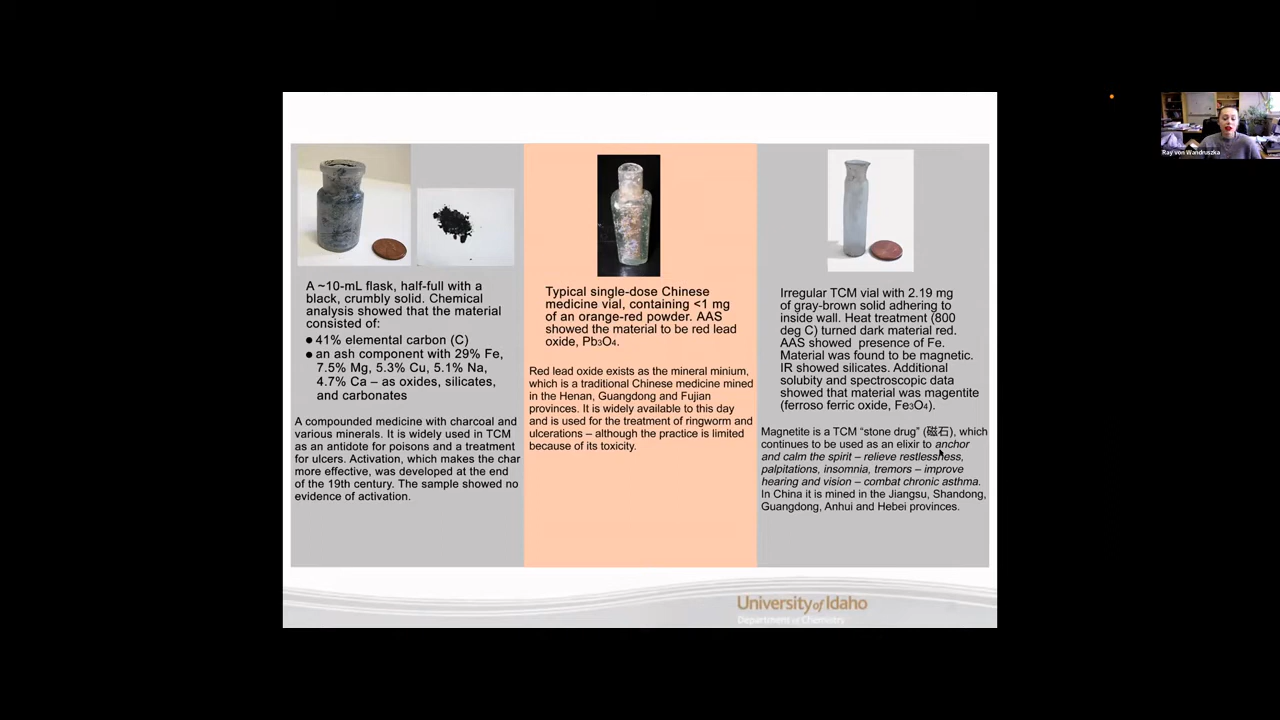 A ~10-mL flask, half-full with a
black, crumbly solid. Chemical
analysis showed that the material
consisted of:
● 41% elemental carbon (C)
● an ash component with 29% Fe,
7.5% Mg, 5.3% Cu, 5.1% Na,
4.7% Ca – as oxides, silicates,
and carbonates
A compounded medicine with charcoal and
various minerals. It is widely used in TCM
as an antidote for poisons and a treatment
for ulcers. Activation, which makes the char
more effective, was developed at the end
of the 19th century. The sample showed no
evidence of activation.
Typical single-dose Chinese
medicine vial, containing <1 mg
of an orange-red powder. AAS
showed the material to be red lead
oxide, Pb3O4.
Red lead oxide exists as the mineral minium,
which is a traditional Chinese medicine mined
in the Henan, Guangdong and Fujian
provinces. It is widely available to this day
and is used for the treatment of ringworm and
ulcerations – although the practice is limited
because of its toxicity.
Irregular TCM vial with 2.19 mg
of gray-brown solid adhering to
inside wall. Heat treatment (800
deg C) turned dark material red.
AAS showed presence of Fe.
Material was found to be magnetic.
IR showed silicates. Additional
solubity and spectroscopic data
showed that material was magentite
(ferroso ferric oxide, Fe3O4).
Magnetite is a TCM “stone drug” (磁石), which
continues to be used as an elixir to anchor
and calm the spirit – relieve restlessness,
palpitations, insomnia, tremors – improve
hearing and vision – combat chronic asthma.
In China it is mined in the Jiangsu, Shandong,
Guangdong, Anhui and Hebei provinces.
University of Idaho
Department of Chemistry
Ray von Wandruszka